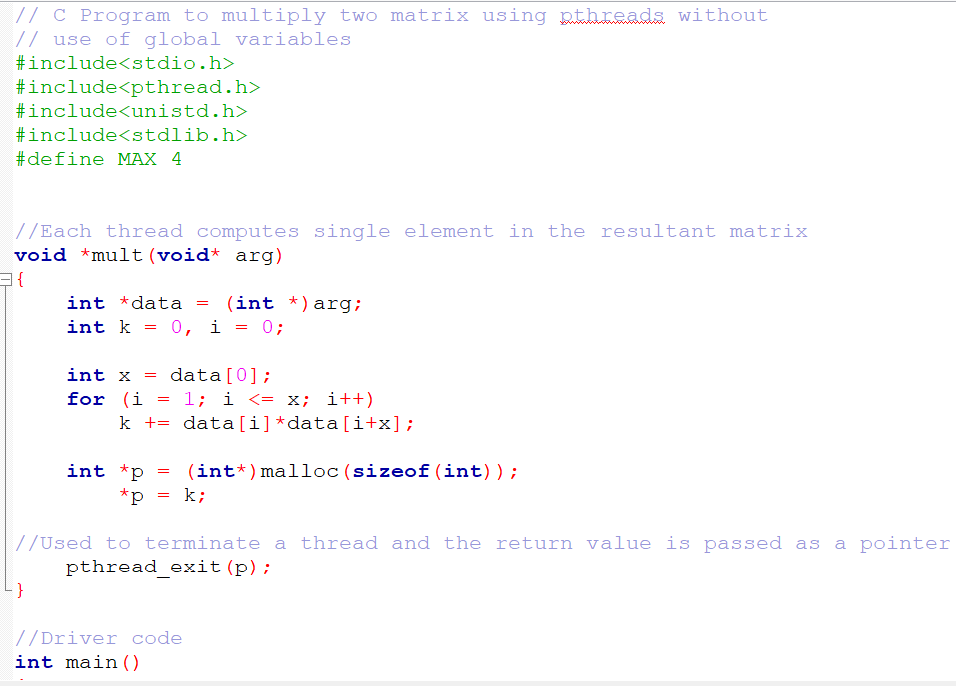 // C Program to multiply two matrix using pthreads without
// use of global variables
#include<stdio.h>
#include<pthread.h>
#include<unistd.h>
#include<stdlib.h>
#define MAX 4
//Each thread computes single element in the resultant matrix
void *mult(void* arg)
{
    int *data = (int *)arg;
    int k = 0, i = 0;
    int x = data[0];
    for (i = 1; i <= x; i++)
        k += data[i]*data[i+x];
    int *p = (int*)malloc(sizeof(int));
        *p = k;
//Used to terminate a thread and the return value is passed as a pointer
    pthread_exit(p);
}
//Driver code
int main()